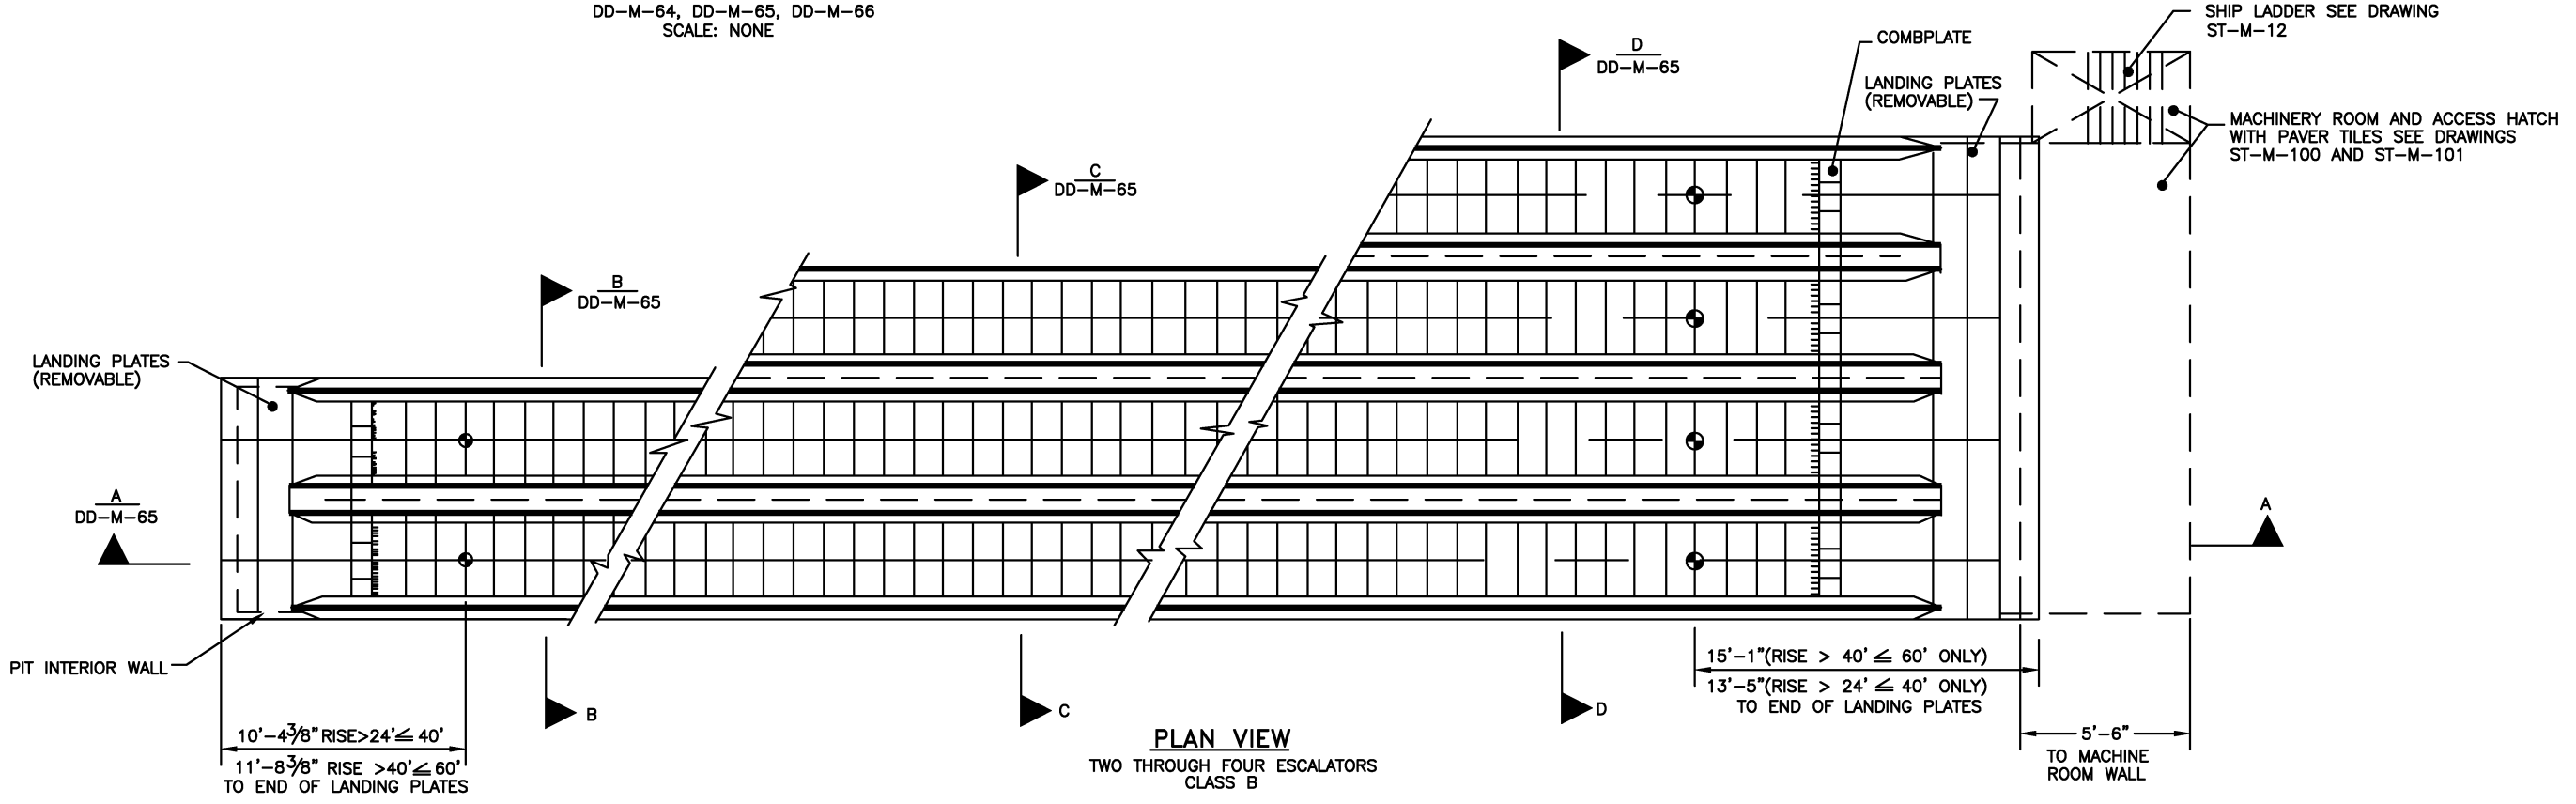 DD-M-64, DD-M-65, DD-M-66
SCALE: NONE
SHIP LADDER SEE DRAWING
ST-M-12
D
DD-M-65
COMBPLATE
LANDING PLATES
(REMOVABLE)
MACHINERY ROOM AND ACCESS HATCH
WITH PAVER TILES SEE DRAWINGS
ST-M-100 AND ST-M-101
C
DD-M-65
B
DD-M-65
LANDING PLATES
(REMOVABLE)
A
DD-M-65
A
PIT INTERIOR WALL
B
C
D
15'-1"(RISE > 40' ≤ 60' ONLY)
13'-5"(RISE > 24' ≤ 40' ONLY)
TO END OF LANDING PLATES
10'-4 3/8" RISE>24'≤ 40'
11'-8 3/8" RISE >40'≤ 60'
TO END OF LANDING PLATES
PLAN VIEW
TWO THROUGH FOUR ESCALATORS
CLASS B
5'-6"
TO MACHINE
ROOM WALL